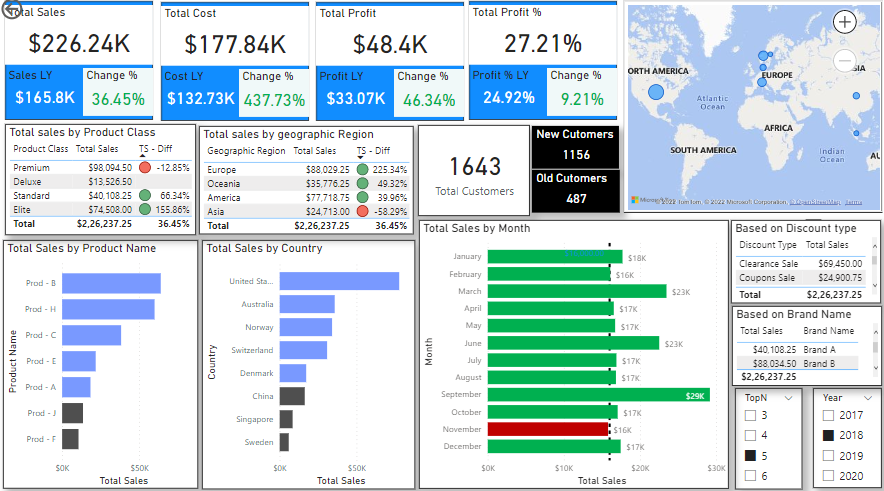 Total Sales
$226.24K
Sales LY
$165.8K
Change %
36.45%
Total Cost
$177.84K
Cost LY
$132.73K
Change %
437.73%
Total Profit
$48.4K
Profit LY
$33.07K
Change %
46.34%
Total Profit %
27.21%
Profit % LY
24.92%
Change %
9.21%
ORTH AMERICA
EUROPE
SIA
Atlantic
Ocean
AFRICA
SOUTH AMERICA
Indian
Ocean
AU
© 2022 TomTom, © 2022 Microsoft Corporation, © OpenStreetMap Terms
Total sales by Product Class
Product Class Total Sales TS - Diff
Premium $98,094.50 -12.85%
Deluxe $13,526.50
Standard $40,108.25 66.34%
Elite $74,508.00 155.86%
Total $2,26,237.25 36.45%
Total sales by geographic Region
Geographic Region Total Sales TS - Diff
Europe $88,029.25 225.34%
Oceania $35,776.25 49.32%
America $77,718.75 39.96%
Asia $24,713.00 -58.29%
Total $2,26,237.25 36.45%
1643
Total Customers
New Cutomers
1156
Old Cutomers
487
Total Sales by Product Name
Product Name
Prod - B
Prod - H
Prod - C
Prod - E
Prod - A
Prod - J
Prod - F
$0K $50K
Total Sales
Total Sales by Country
Country
United Sta...
Australia
Norway
Switzerland
Denmark
China
Singapore
Sweden
$0K $50K
Total Sales
Total Sales by Month
Month
January $18K
February $16K
March $23K
April $17K
May $17K
June $23K
July $17K
August $17K
September $29K
October $17K
November $16K
December $17K
$0K $10K $20K $30K
Total Sales
Based on Discount type
Discount Type Total Sales
Clearance Sale $69,450.00
Coupons Sale $24,900.75
Total $2,26,237.25
Based on Brand Name
Total Sales Brand Name
$40,108.25 Brand A
$88,034.50 Brand B
$2,26,237.25
TopN
3
4
5
6
Year
2017
2018
2019
2020